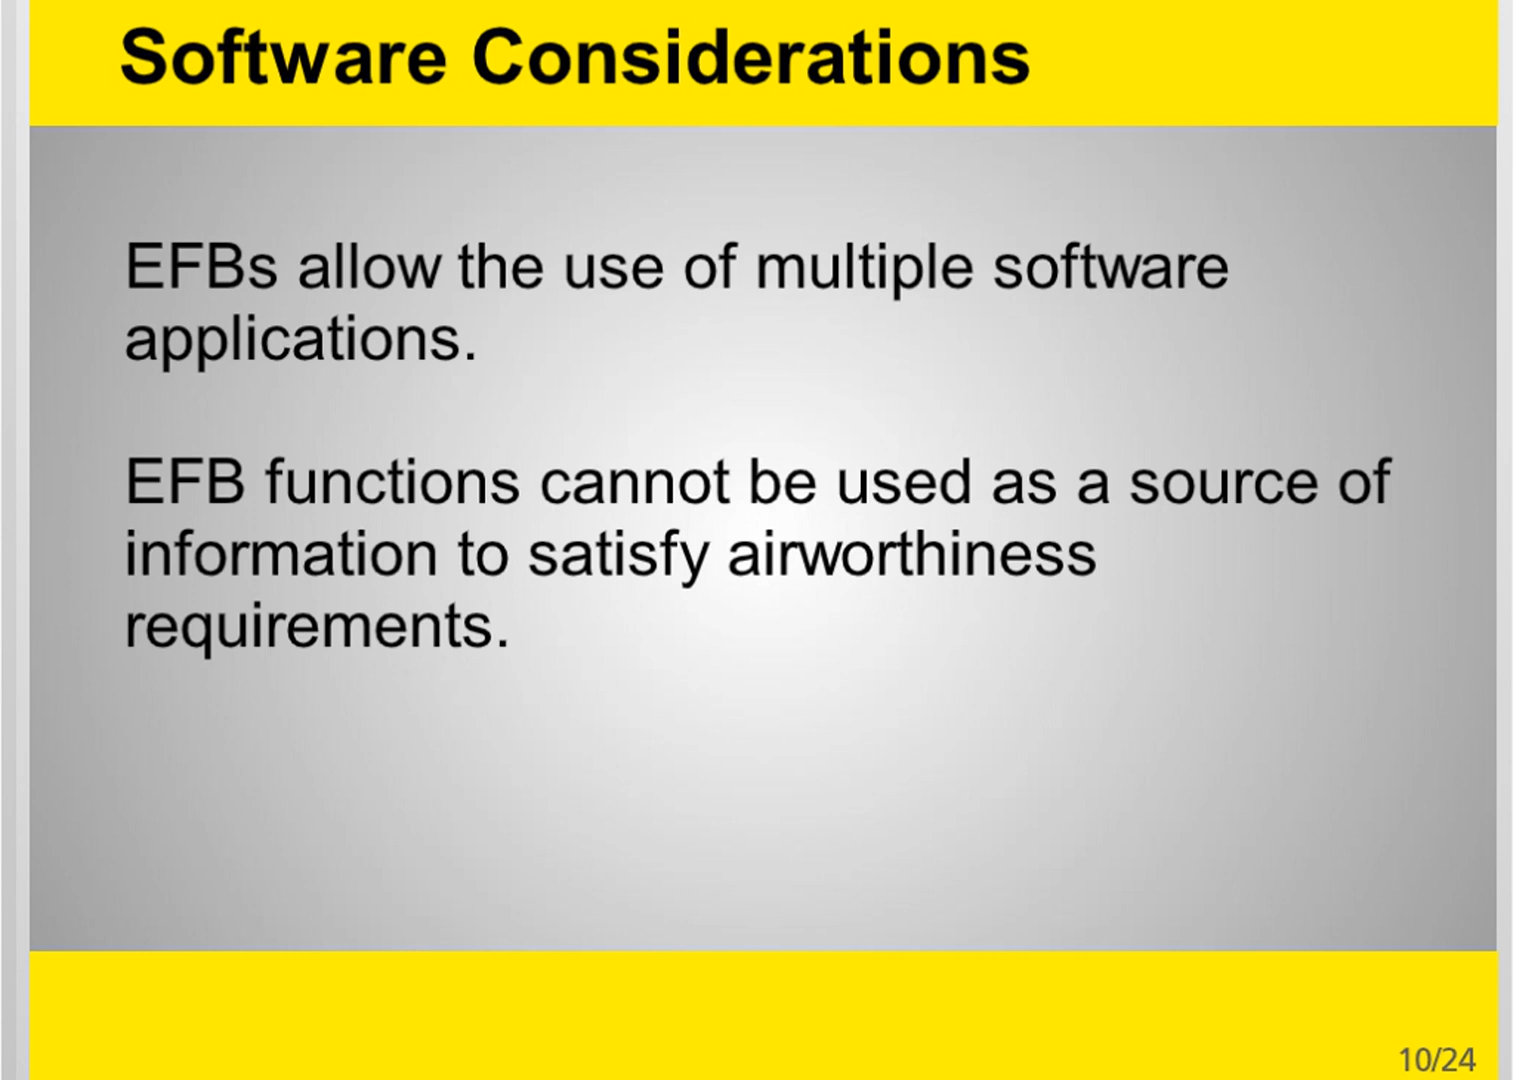 Software Considerations
EFBs allow the use of multiple software
applications.
EFB functions cannot be used as a source of
information to satisfy airworthiness
requirements.
10/24